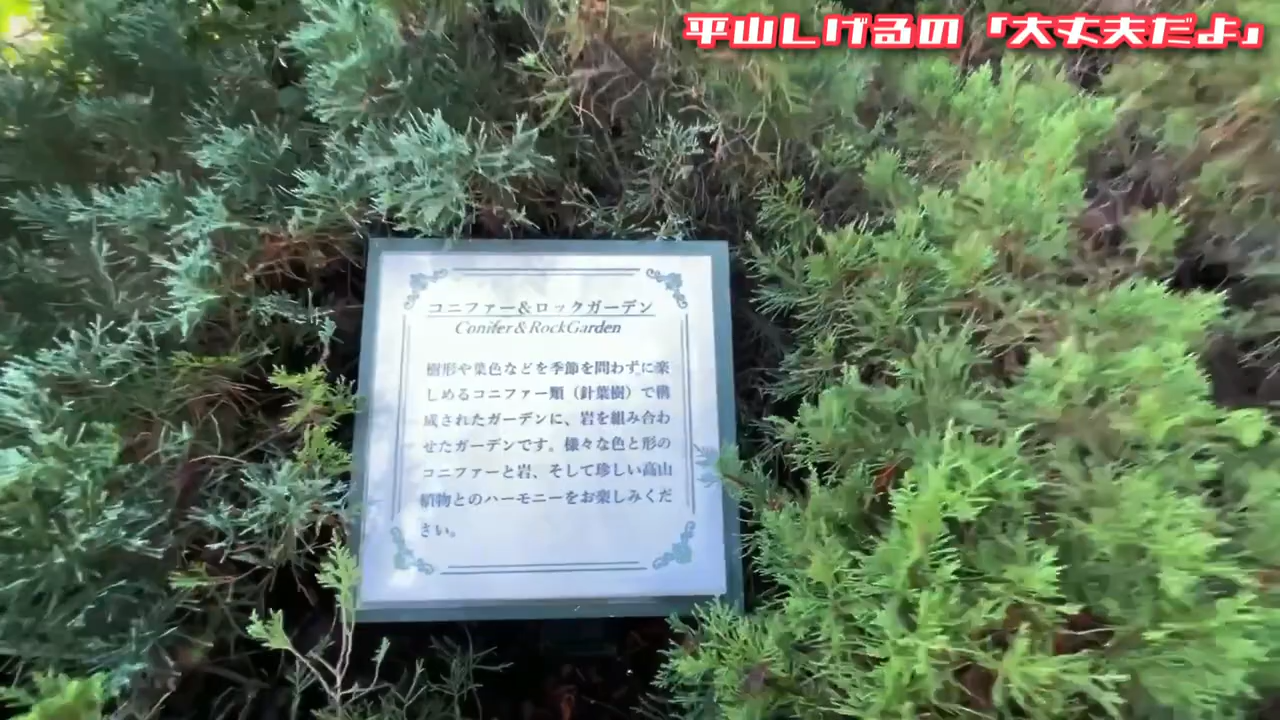 平山しげるの「大丈夫だよ」
コニファー&ロックガーデン
Conifer & RockGarden
樹形や葉色などを季節を問わずに楽
しめるコニファー類（針葉樹）で構
成されたガーデンに、岩を組み合わ
せたガーデンです。様々な色と形の
コニファーと岩、そして珍しい高山
植物とのハーモニーをお楽しみくだ
さい。